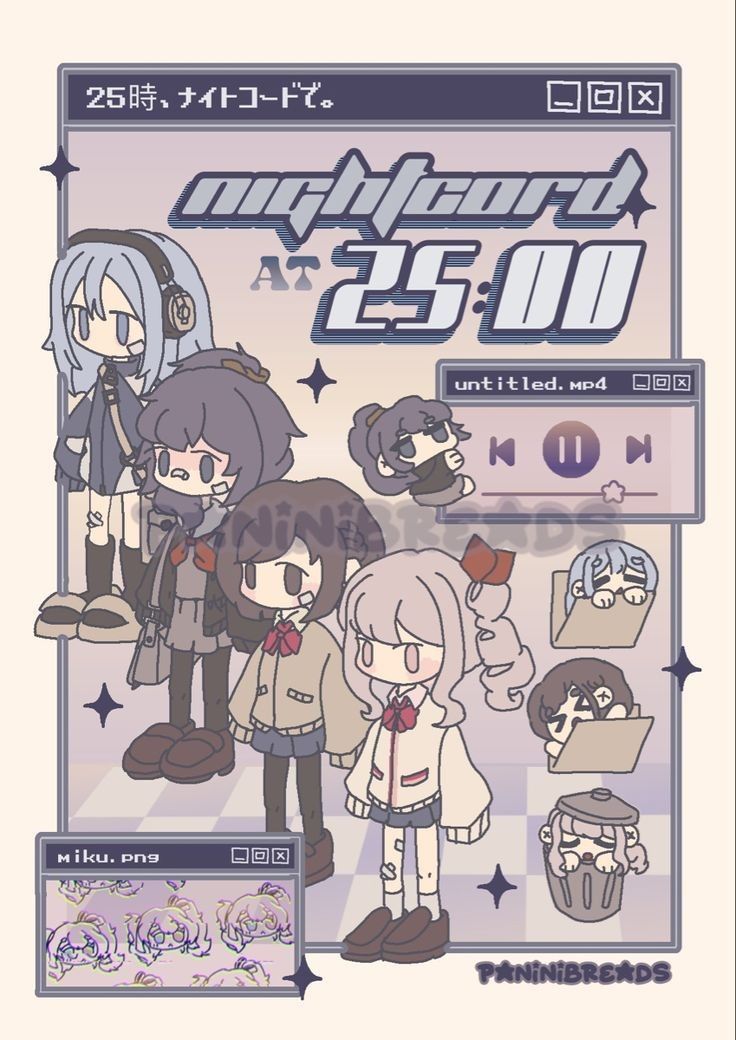 25時、ナイトコードで。
nightcord
AT 25:00
untitled.mp4
PANiNiBREADS
miku.png
PANiNiBREADS